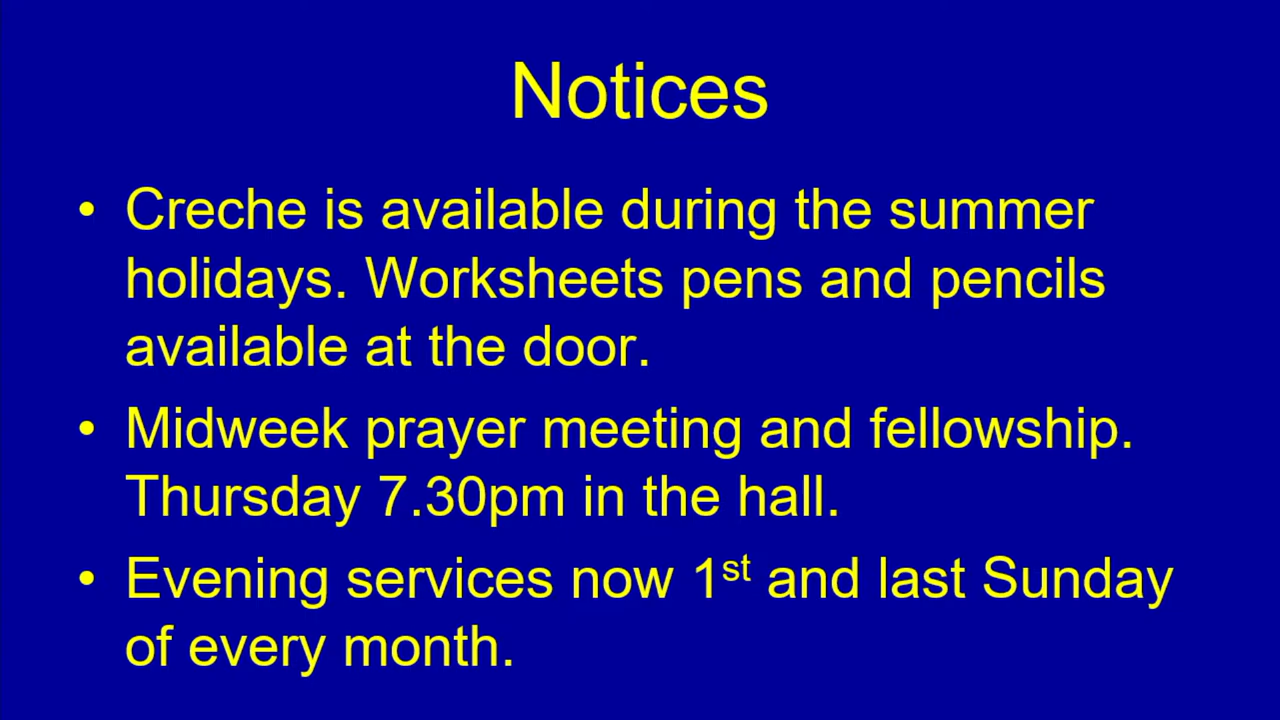 Notices
• Creche is available during the summer
holidays. Worksheets pens and pencils
available at the door.
• Midweek prayer meeting and fellowship.
Thursday 7.30pm in the hall.
• Evening services now 1st and last Sunday
of every month.